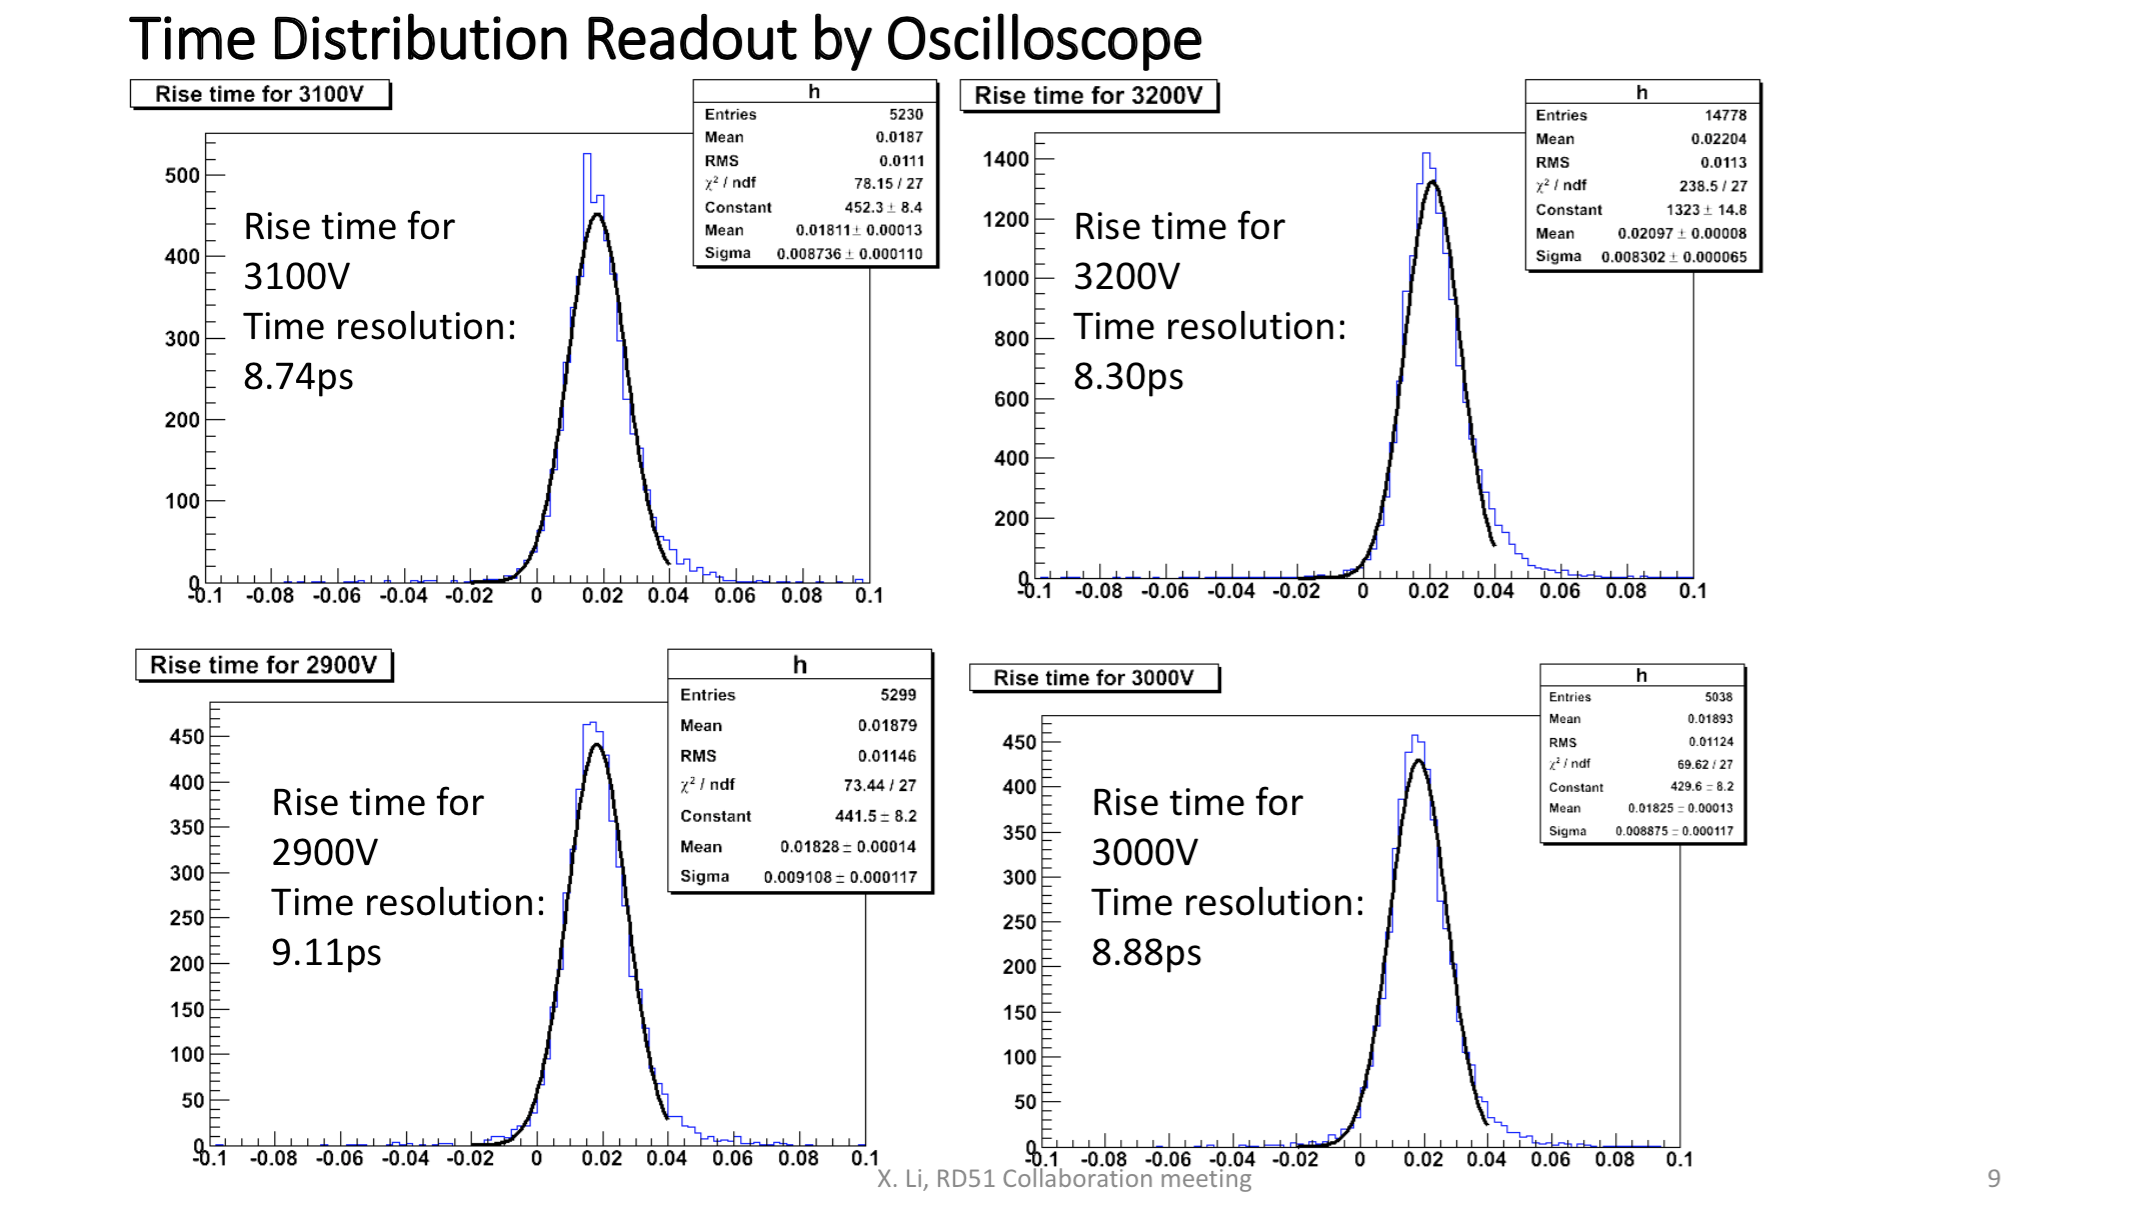 Time Distribution Readout by Oscilloscope
Rise time for 3100V
h
Entries 5230
Mean 0.0187
RMS 0.0111
χ² / ndf 78.15 / 27
Constant 452.3 ± 8.4
Mean 0.01811 ± 0.00013
Sigma 0.008736 ± 0.000110
Rise time for
3100V
Time resolution:
8.74ps
500
400
300
200
100
0
-0.1 -0.08 -0.06 -0.04 -0.02 0 0.02 0.04 0.06 0.08 0.1
Rise time for 3200V
h
Entries 14778
Mean 0.02204
RMS 0.0113
χ² / ndf 238.5 / 27
Constant 1323 ± 14.8
Mean 0.02097 ± 0.00008
Sigma 0.008302 ± 0.000065
Rise time for
3200V
Time resolution:
8.30ps
1400
1200
1000
800
600
400
200
0
-0.1 -0.08 -0.06 -0.04 -0.02 0 0.02 0.04 0.06 0.08 0.1
Rise time for 2900V
h
Entries 5299
Mean 0.01879
RMS 0.01146
χ² / ndf 73.44 / 27
Constant 441.5 ± 8.2
Mean 0.01828 ± 0.00014
Sigma 0.009108 ± 0.000117
Rise time for
2900V
Time resolution:
9.11ps
450
400
350
300
250
200
150
100
50
0
-0.1 -0.08 -0.06 -0.04 -0.02 0 0.02 0.04 0.06 0.08 0.1
Rise time for 3000V
h
Entries 5038
Mean 0.01893
RMS 0.01124
χ² / ndf 69.62 / 27
Constant 429.6 ± 8.2
Mean 0.01825 ± 0.00013
Sigma 0.008875 ± 0.000117
Rise time for
3000V
Time resolution:
8.88ps
450
400
350
300
250
200
150
100
50
0
-0.1 -0.08 -0.06 -0.04 -0.02 0 0.02 0.04 0.06 0.08 0.1
X. Li, RD51 Collaboration meeting
9